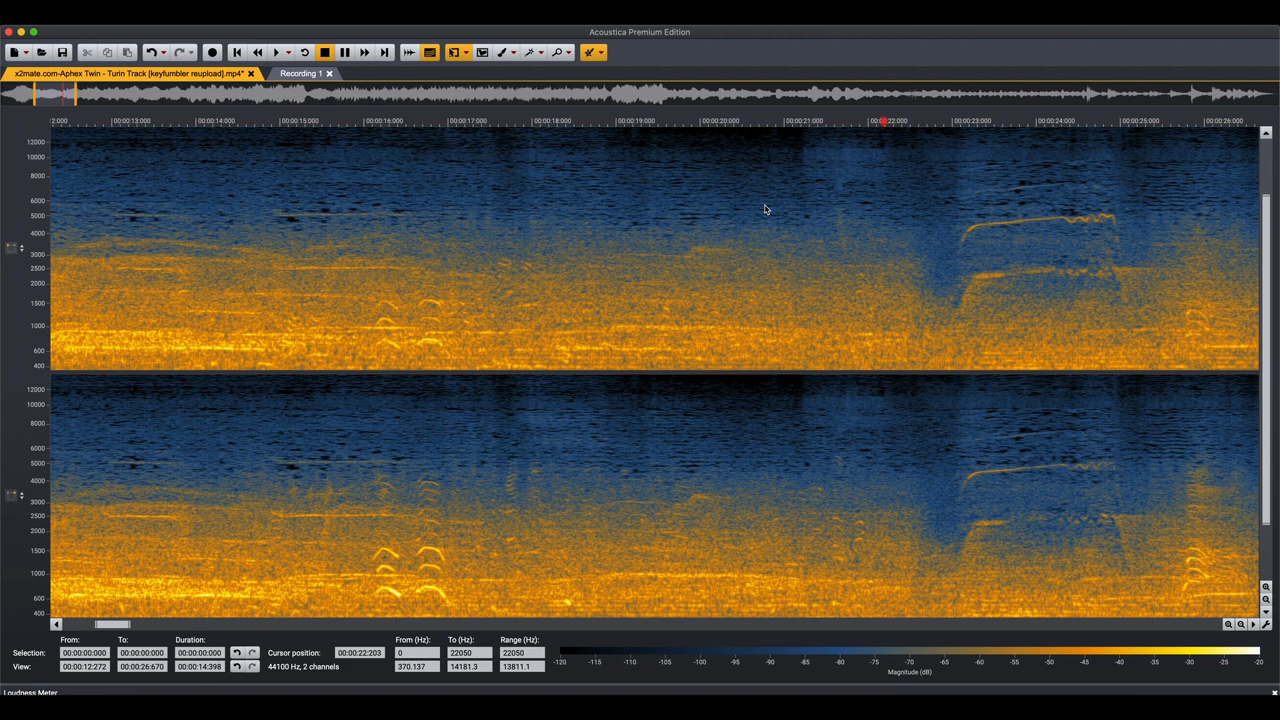 Acoustica Premium Edition
x2mate.com-Aphex Twin - Turin Track [keyfumbler reupload].mp4* Recording 1
2:000 00:00:13:000 00:00:14:000 00:00:15:000 00:00:16:000 00:00:17:000 00:00:18:000 00:00:19:000 00:00:20:000 00:00:21:000 00:00:22:000 00:00:23:000 00:00:24:000 00:00:25:000 00:00:26:000
12000
10000
8000
6000
5000
4000
3000
2500
2000
1500
1000
600
400
12000
10000
8000
6000
5000
4000
3000
2500
2000
1500
1000
600
400
From: To: Duration: From (Hz): To (Hz): Range (Hz):
Selection: 00:00:00:000 00:00:00:000 00:00:00:000 Cursor position: 00:00:22:203 0 22050 22050
View: 00:00:12:272 00:00:26:670 00:00:14:398 44100 Hz, 2 channels 370.137 14181.3 13811.1
-120 -115 -110 -105 -100 -95 -90 -85 -80 -75 -70 -65 -60 -55 -50 -45 -40 -35 -30 -25 -20
Magnitude (dB)
Loudness Meter